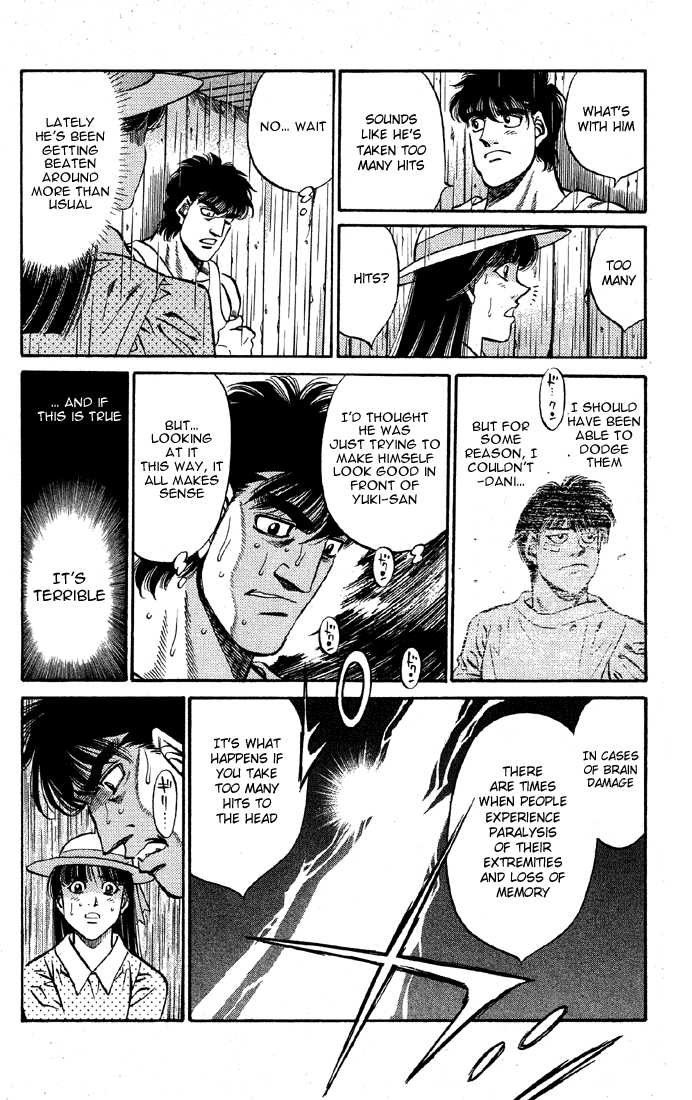 WHAT'S
WITH HIM
SOUNDS
LIKE HE'S
TAKEN TOO
MANY HITS
NO... WAIT
LATELY
HE'S BEEN
GETTING
BEATEN
AROUND
MORE THAN
USUAL
TOO
MANY
HITS?
I SHOULD
HAVE BEEN
ABLE TO
DODGE
THEM
BUT FOR
SOME
REASON, I
COULDN'T
-DANI...
I'D THOUGHT
HE WAS
JUST TRYING TO
MAKE HIMSELF
LOOK GOOD IN
FRONT OF
YUKI-SAN
BUT...
LOOKING
AT IT
THIS WAY, IT
ALL MAKES
SENSE
... AND IF
THIS IS TRUE
IT'S
TERRIBLE
IN CASES
OF BRAIN
DAMAGE
THERE
ARE TIMES
WHEN PEOPLE
EXPERIENCE
PARALYSIS
OF THEIR
EXTREMITIES
AND LOSS OF
MEMORY
IT'S WHAT
HAPPENS IF
YOU TAKE
TOO MANY
HITS TO
THE HEAD